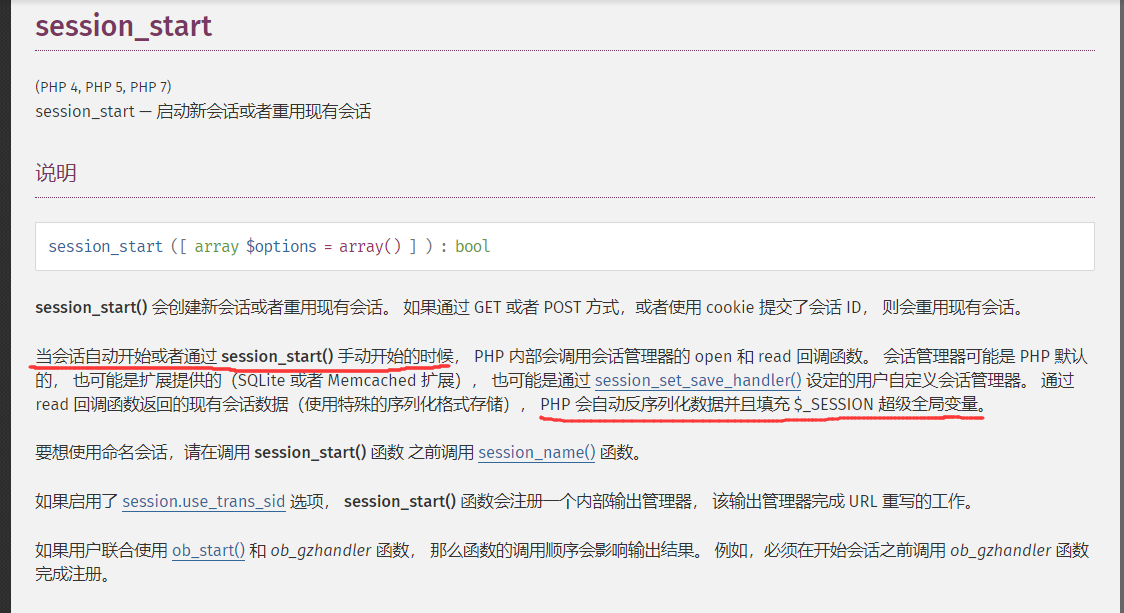 session_start
(PHP 4, PHP 5, PHP 7)
session_start — 启动新会话或者重用现有会话
说明
session_start ([ array $options = array() ] ) : bool
session_start() 会创建新会话或者重用现有会话。 如果通过 GET 或者 POST 方式，或者使用 cookie 提交了会话 ID， 则会重用现有会话。
当会话自动开始或者通过 session_start() 手动开始的时候， PHP 内部会调用会话管理器的 open 和 read 回调函数。 会话管理器可能是 PHP 默认
的， 也可能是扩展提供的（SQLite 或者 Memcached 扩展）， 也可能是通过 session_set_save_handler() 设定的用户自定义会话管理器。 通过
read 回调函数返回的现有会话数据（使用特殊的序列化格式存储）， PHP 会自动反序列化数据并且填充 $_SESSION 超级全局变量。
要想使用命名会话，请在调用 session_start() 函数 之前调用 session_name() 函数。
如果启用了 session.use_trans_sid 选项， session_start() 函数会注册一个内部输出管理器， 该输出管理器完成 URL 重写的工作。
如果用户联合使用 ob_start() 和 ob_gzhandler 函数， 那么函数的调用顺序会影响输出结果。 例如，必须在开始会话之前调用 ob_gzhandler 函数
完成注册。